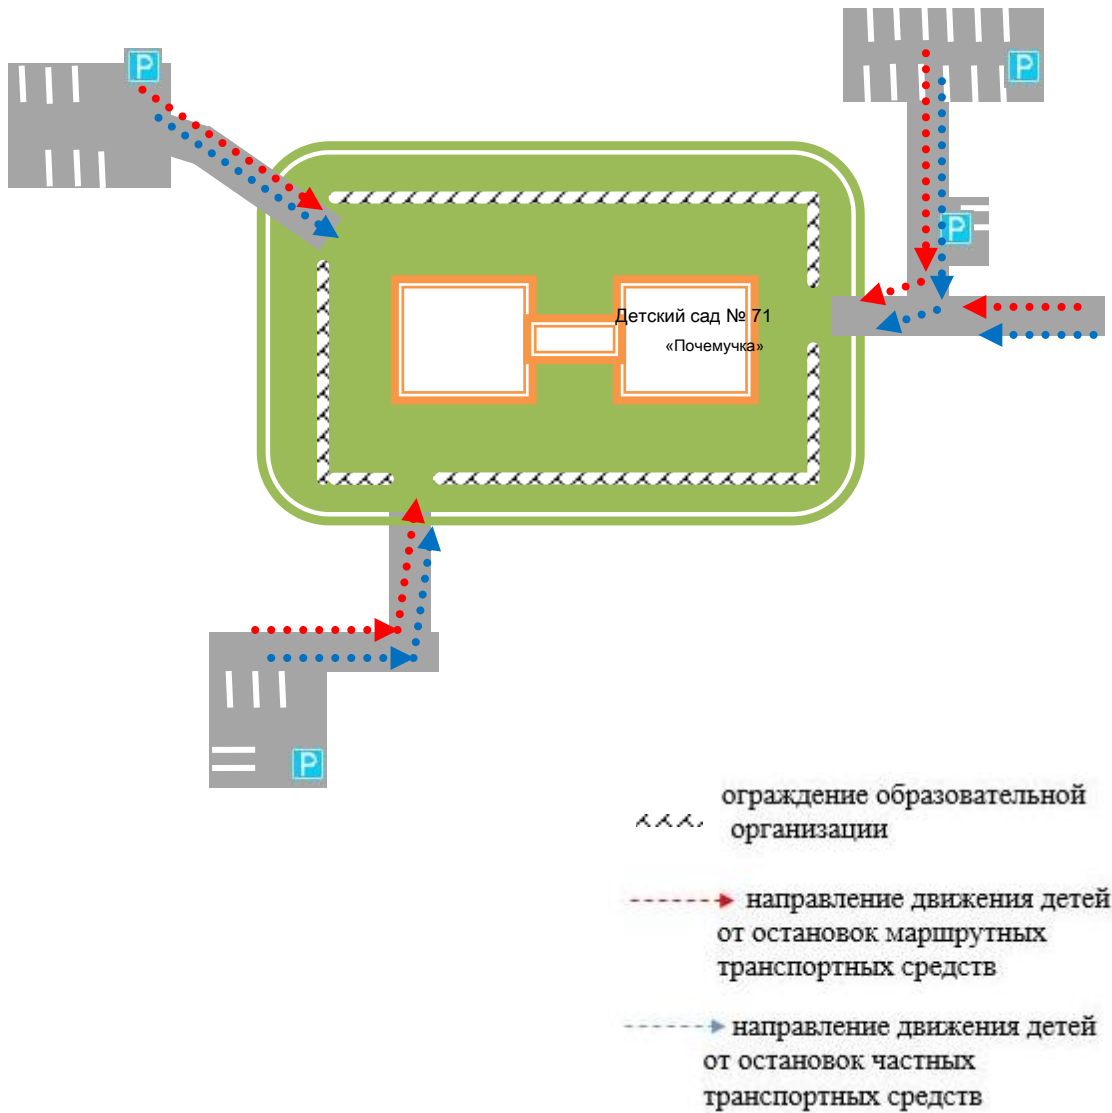 P
P
P
Детский сад № 71
«Почемучка»
P
ограждение образовательной
организации
направление движения детей
от остановок маршрутных
транспортных средств
направление движения детей
от остановок частных
транспортных средств